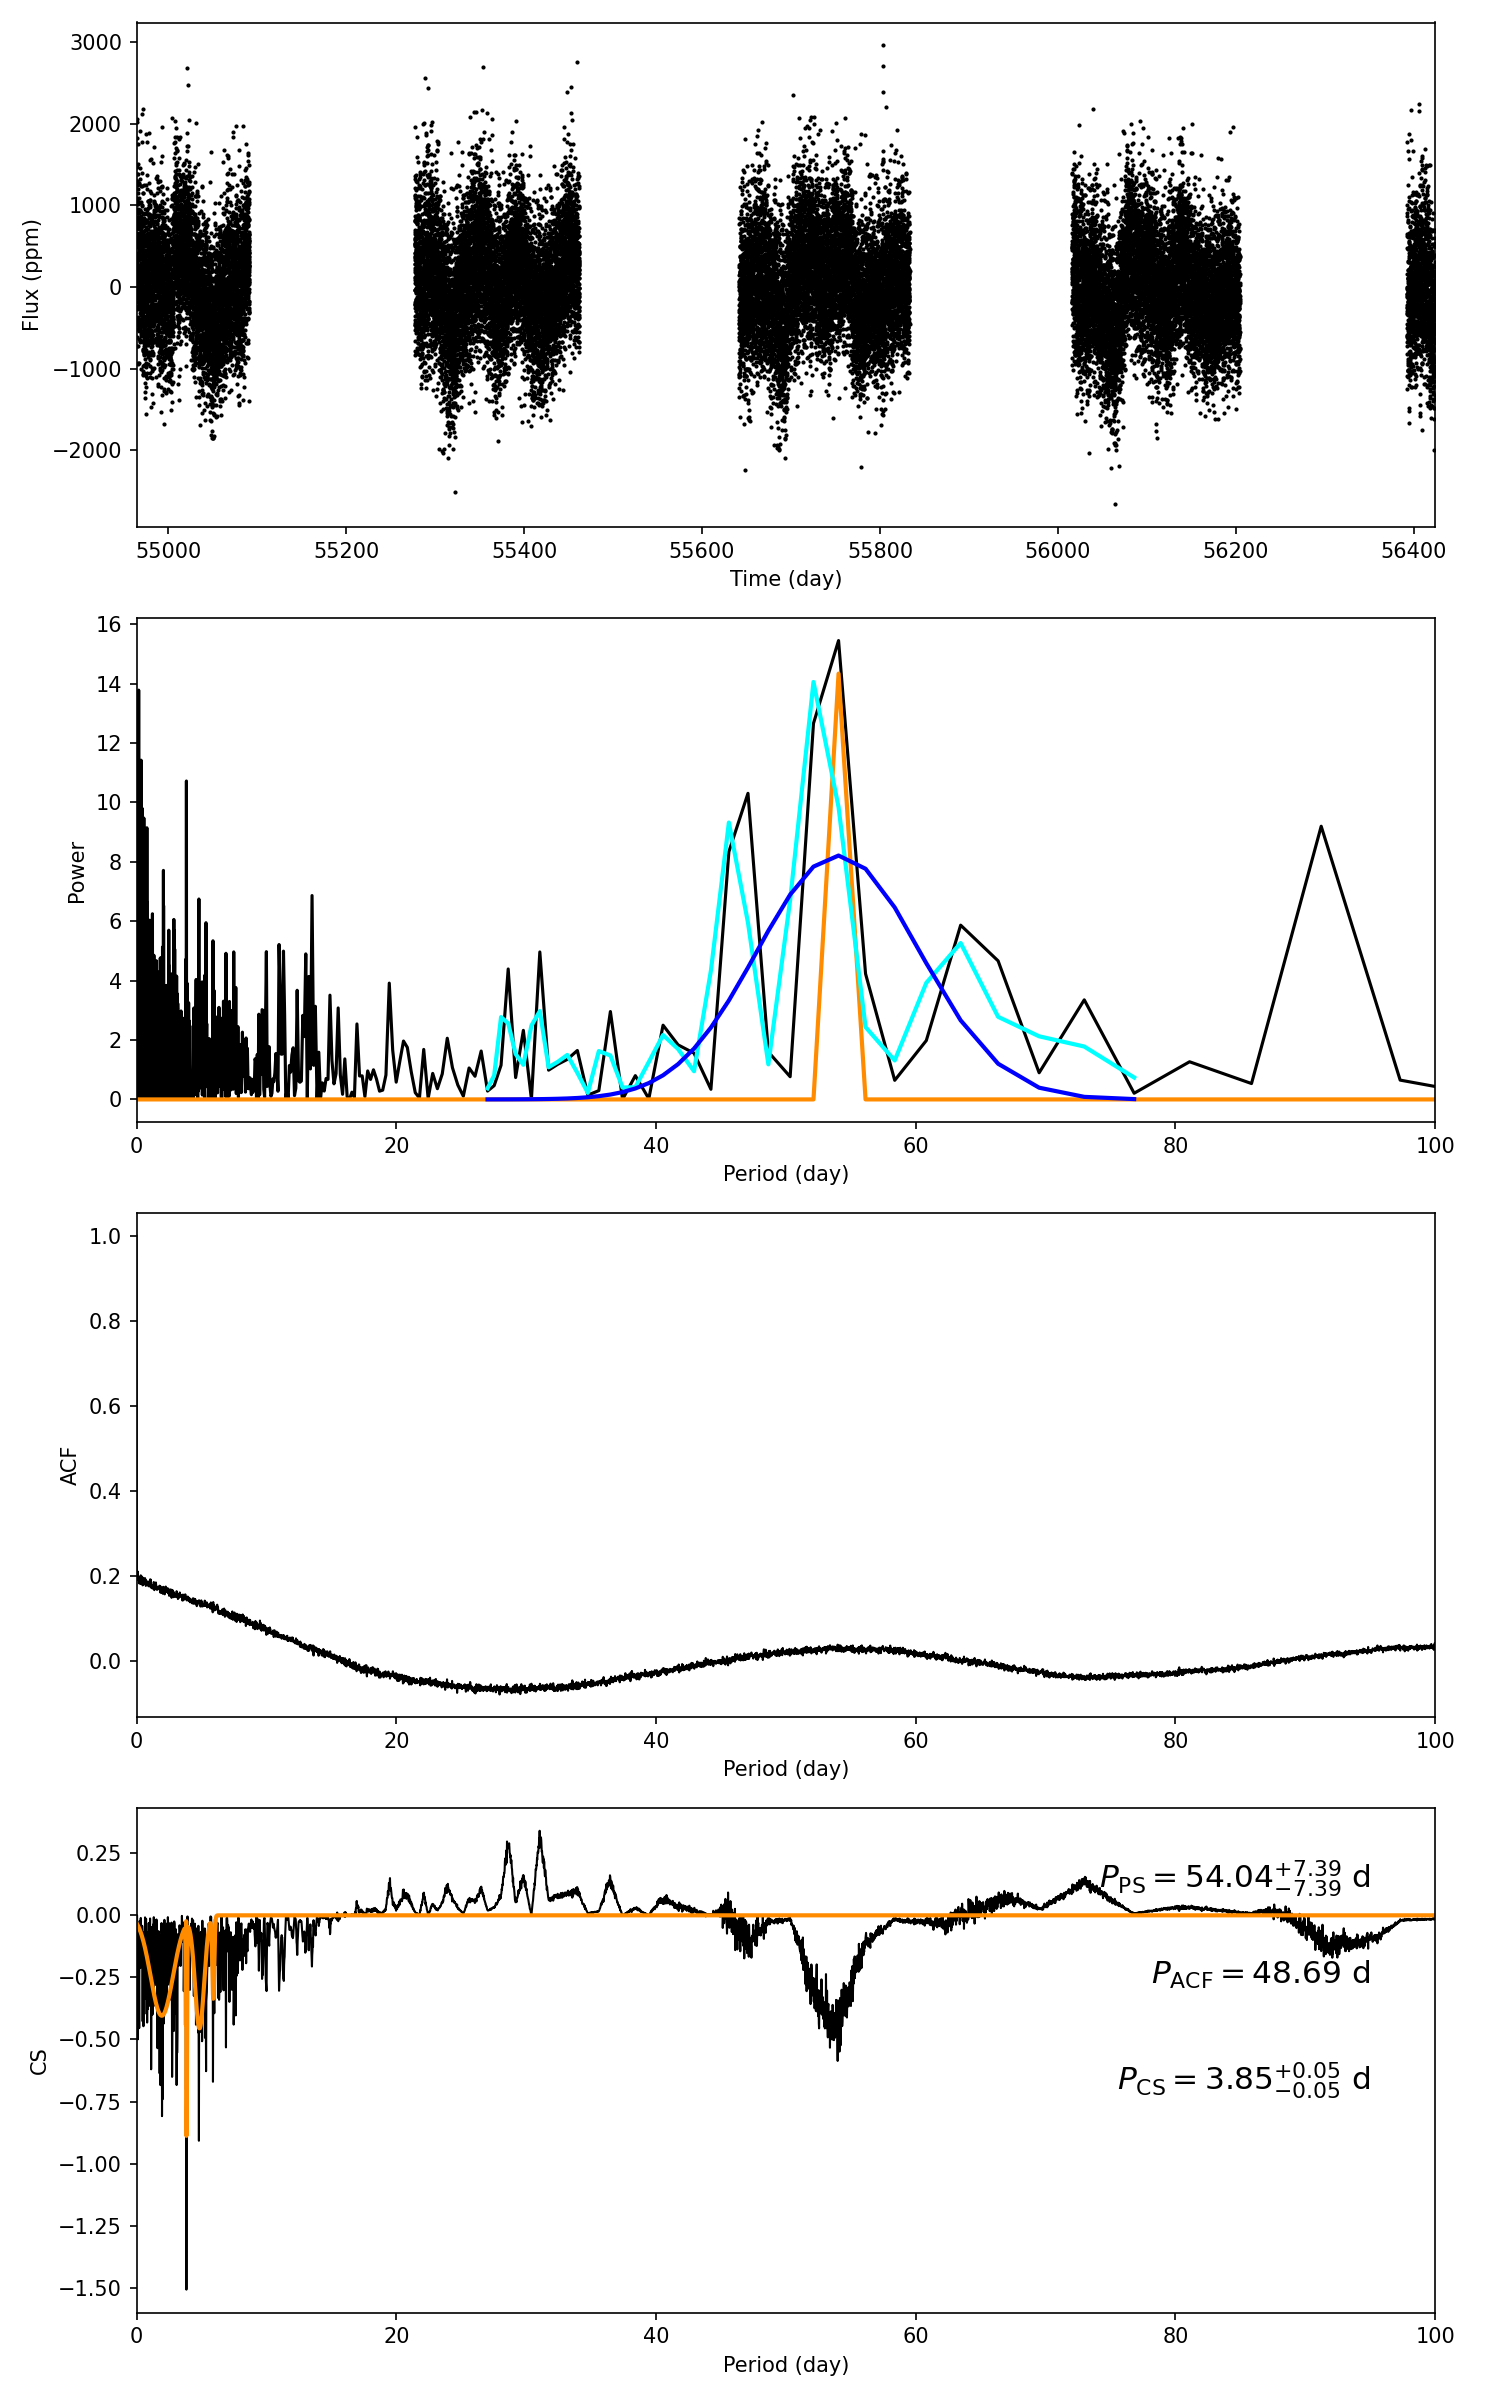 3000
2000
1000
0
−1000
−2000
Flux (ppm)
55000 55200 55400 55600 55800 56000 56200 56400
Time (day)
16
14
12
10
8
6
4
2
0
Power
0 20 40 60 80 100
Period (day)
1.0
0.8
0.6
0.4
0.2
0.0
ACF
0 20 40 60 80 100
Period (day)
0.25
0.00
−0.25
−0.50
−0.75
−1.00
−1.25
−1.50
CS
P_PS = 54.04^{+7.39}_{−7.39} d
P_ACF = 48.69 d
P_CS = 3.85^{+0.05}_{−0.05} d
0 20 40 60 80 100
Period (day)